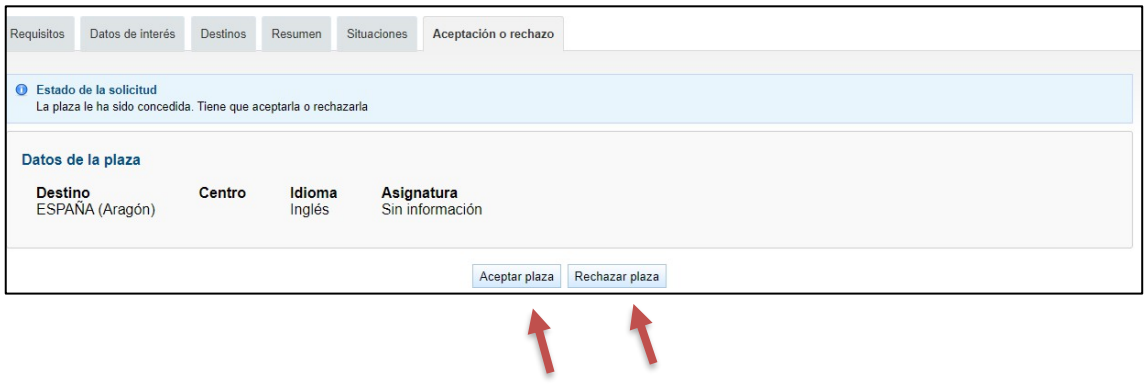 Requisitos Datos de interés Destinos Resumen Situaciones Aceptación o rechazo
Estado de la solicitud
La plaza le ha sido concedida. Tiene que aceptarla o rechazarla
Datos de la plaza
Destino Centro Idioma Asignatura
ESPAÑA (Aragón) Inglés Sin información
Aceptar plaza Rechazar plaza